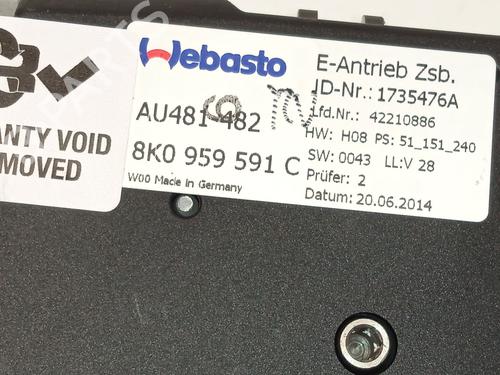 Webasto
E-Antrieb Zsb.
ID-Nr.: 1735476A
Lfd.Nr.: 42210886
HW: H08 PS: 51_151_240
SW: 0043 LL:V 28
Prüfer: 2
Datum: 20.06.2014
AU481 482
8K0 959 591 C
W00 Made in Germany
ANTY VOID
MOVED
PARTS